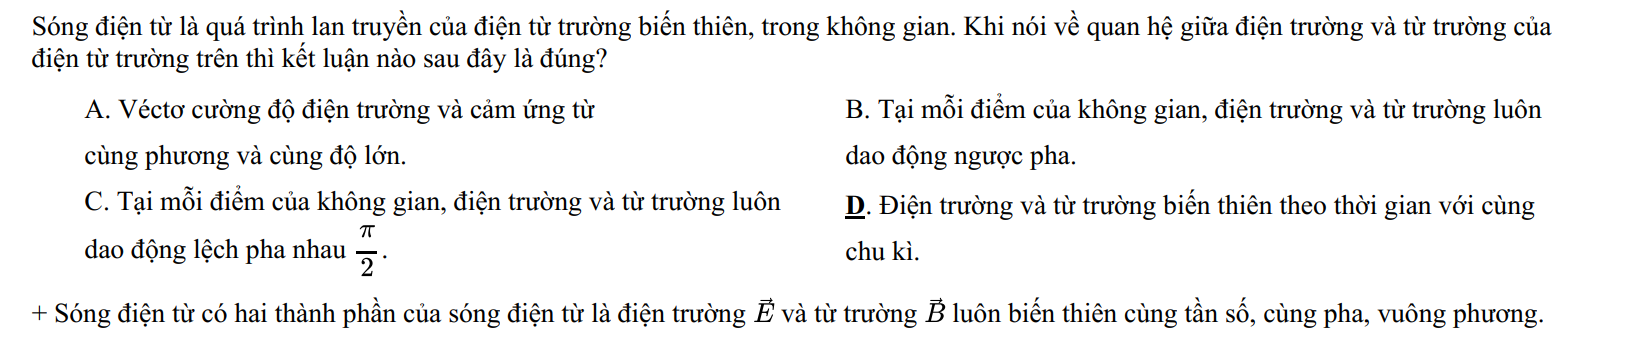 Sóng điện từ là quá trình lan truyền của điện từ trường biến thiên, trong không gian. Khi nói về quan hệ giữa điện trường và từ trường của
điện từ trường trên thì kết luận nào sau đây là đúng?
A. Véctơ cường độ điện trường và cảm ứng từ
cùng phương và cùng độ lớn.
B. Tại mỗi điểm của không gian, điện trường và từ trường luôn
dao động ngược pha.
C. Tại mỗi điểm của không gian, điện trường và từ trường luôn
dao động lệch pha nhau π/2.
D. Điện trường và từ trường biến thiên theo thời gian với cùng
chu kì.
+ Sóng điện từ có hai thành phần của sóng điện từ là điện trường E⃗ và từ trường B⃗ luôn biến thiên cùng tần số, cùng pha, vuông phương.